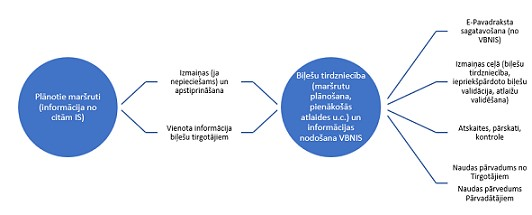 Plānotie maršruti
(informācija no
citām IS)
Izmaiņas (ja
nepieciešams) un
apstiprināšana
Vienota informācija
biļešu tirgotājiem
Biļešu tirdzniecība
(maršrutu
plānošana,
pienākošās
atlaides u.c.) un
informācijas
nodošana VBNIS
E-Pavadraksta
sagatavošana (no
VBNIS)
Izmaiņas ceļā (biļešu
tirdzniecība,
iepriekšpārdoto biļešu
validācija, atlaižu
validēšana)
Atskaites, pārskati,
kontrole
Naudas pārvadums no
Tirgotājiem
Naudas pārvedums
Pārvadātājiem